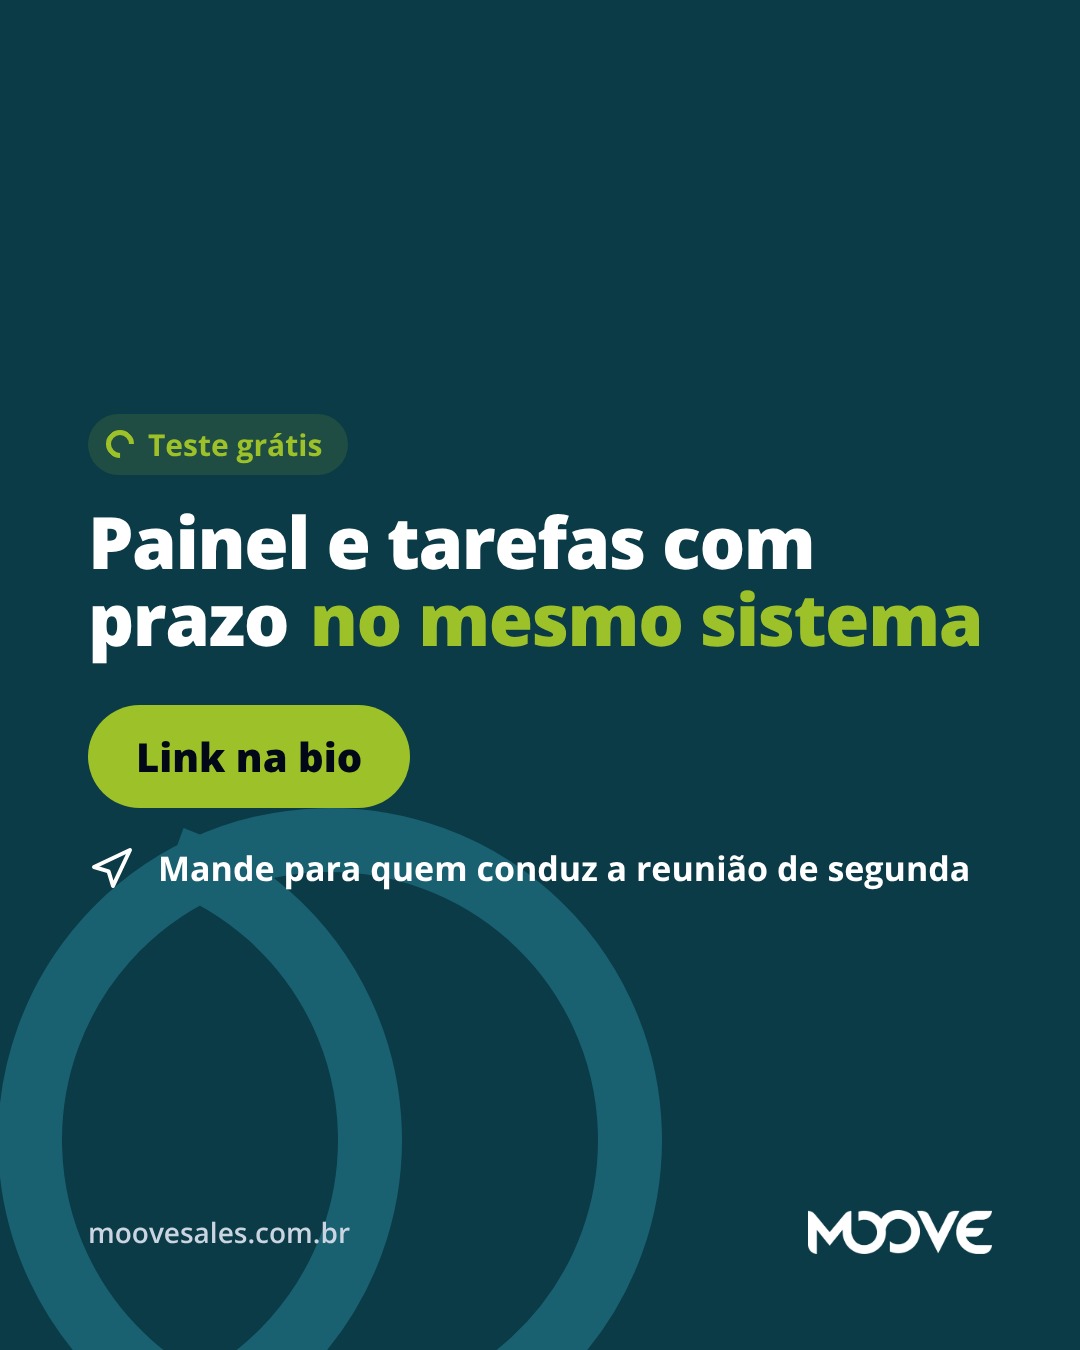 Teste grátis
Painel e tarefas com
prazo no mesmo sistema
Link na bio
Mande para quem conduz a reunião de segunda
moovesales.com.br
MOOVE